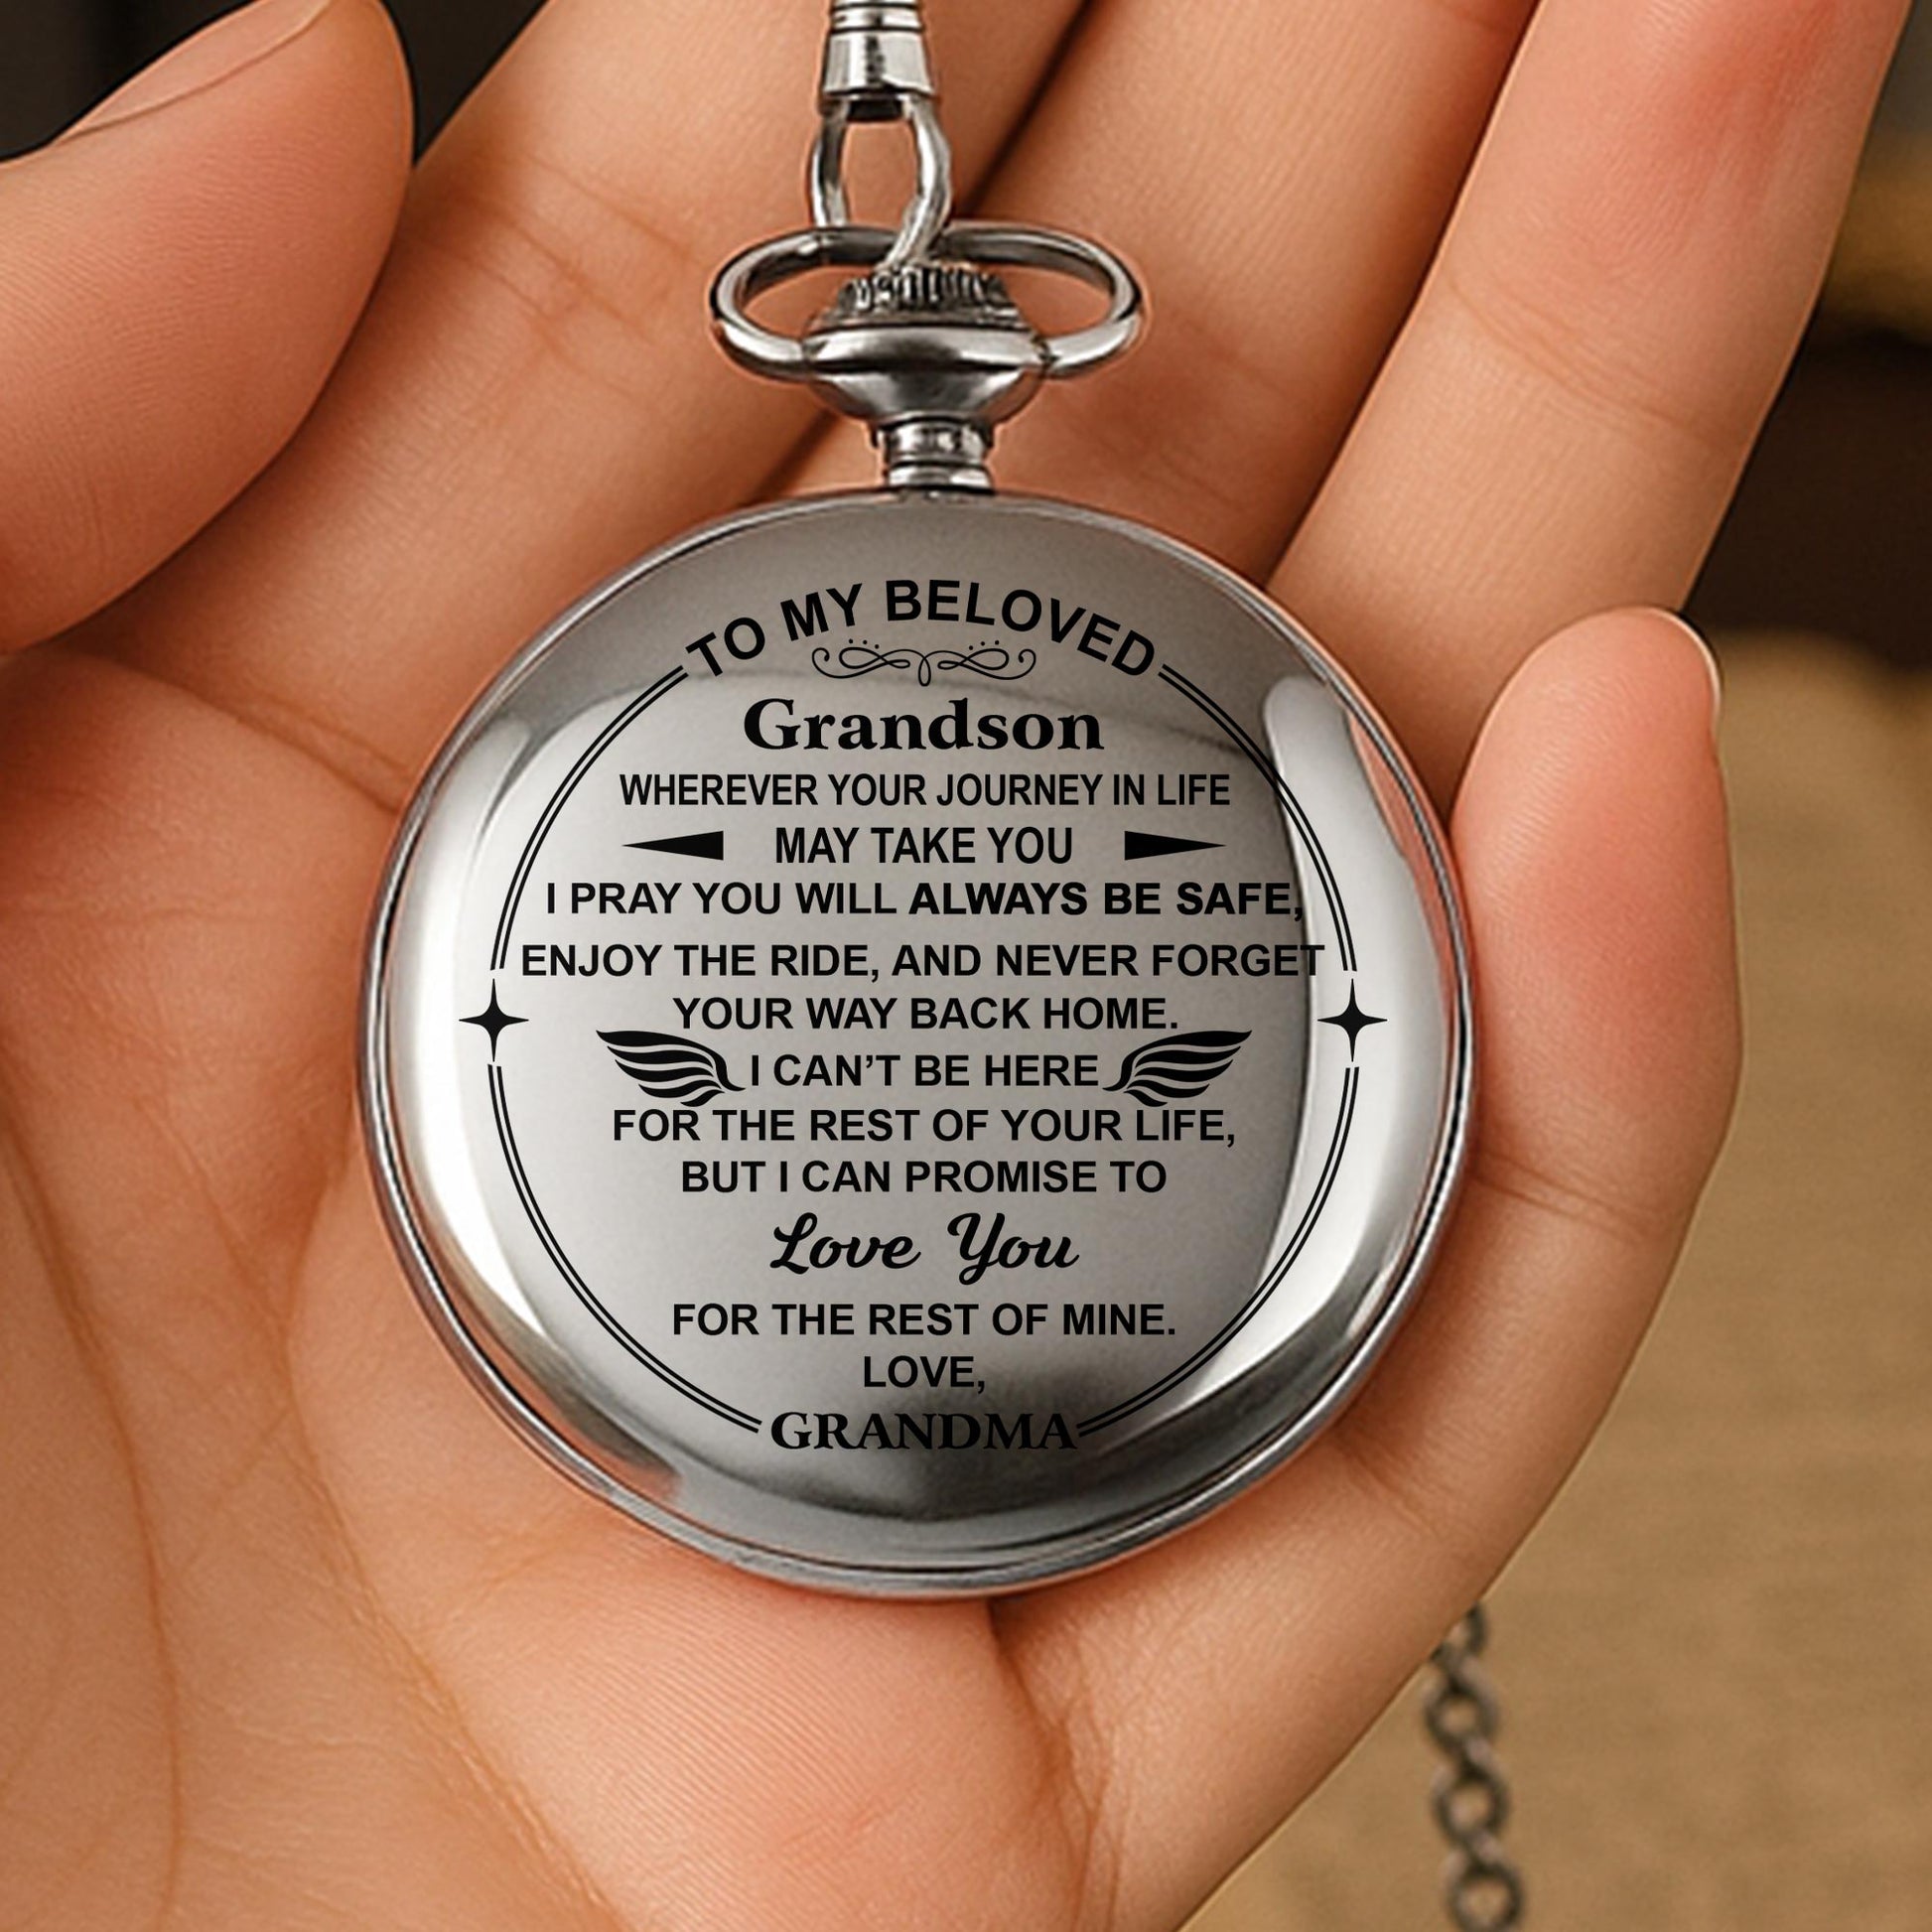 TO MY BELOVED
Grandson
WHEREVER YOUR JOURNEY IN LIFE
MAY TAKE YOU
I PRAY YOU WILL ALWAYS BE SAFE,
ENJOY THE RIDE, AND NEVER FORGET
YOUR WAY BACK HOME.
I CAN’T BE HERE
FOR THE REST OF YOUR LIFE,
BUT I CAN PROMISE TO
Love You
FOR THE REST OF MINE.
LOVE,
GRANDMA